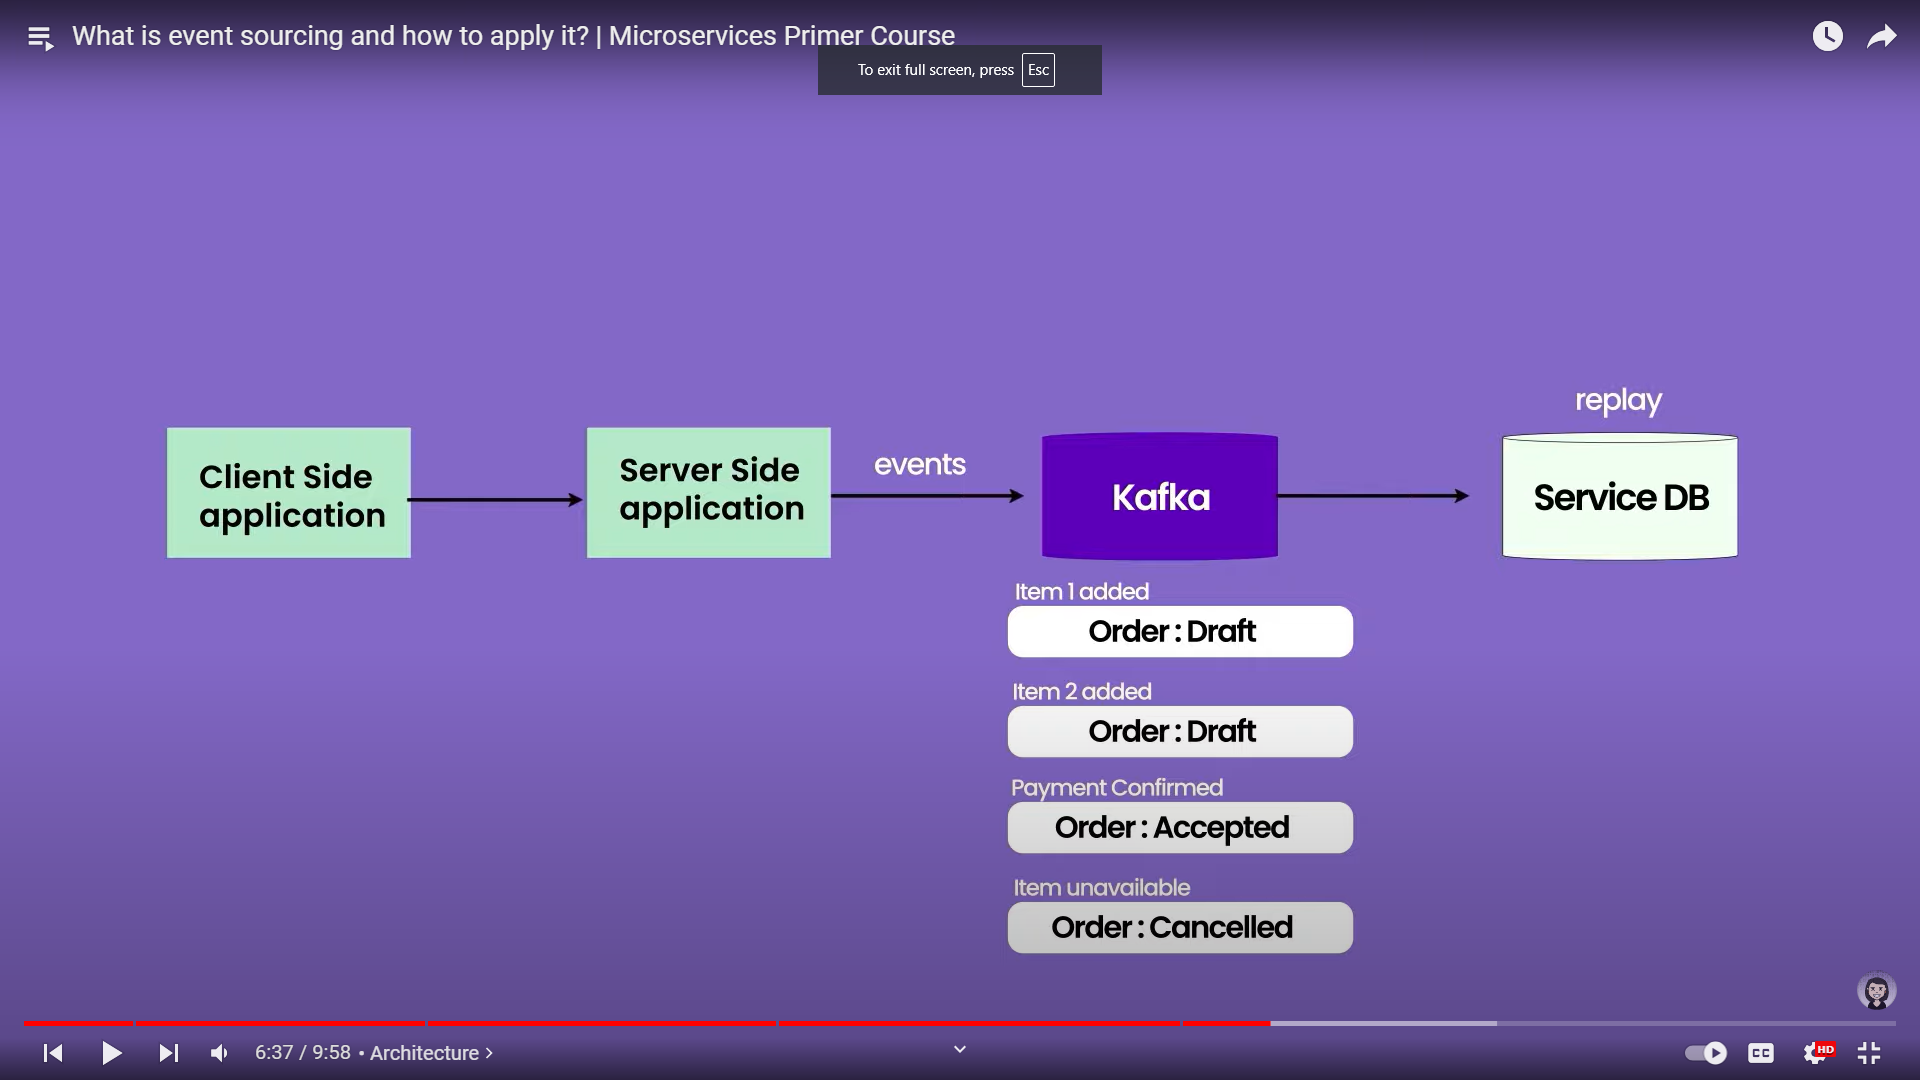 What is event sourcing and how to apply it? | Microservices Primer Course
To exit full screen, press Esc
replay
Client Side
application
Server Side
application
events
Kafka
Service DB
Item 1 added
Order : Draft
Item 2 added
Order : Draft
Payment Confirmed
Order : Accepted
Item unavailable
Order : Cancelled
6:37 / 9:58 • Architecture
CC
HD